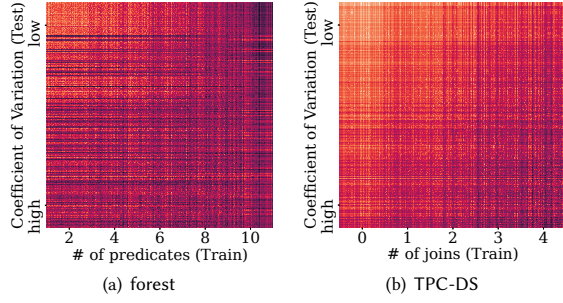 Coefficient of Variation (Test)
low
high
2 4 6 8 10
# of predicates (Train)
(a) forest
Coefficient of Variation (Test)
low
high
0 1 2 3 4
# of joins (Train)
(b) TPC-DS